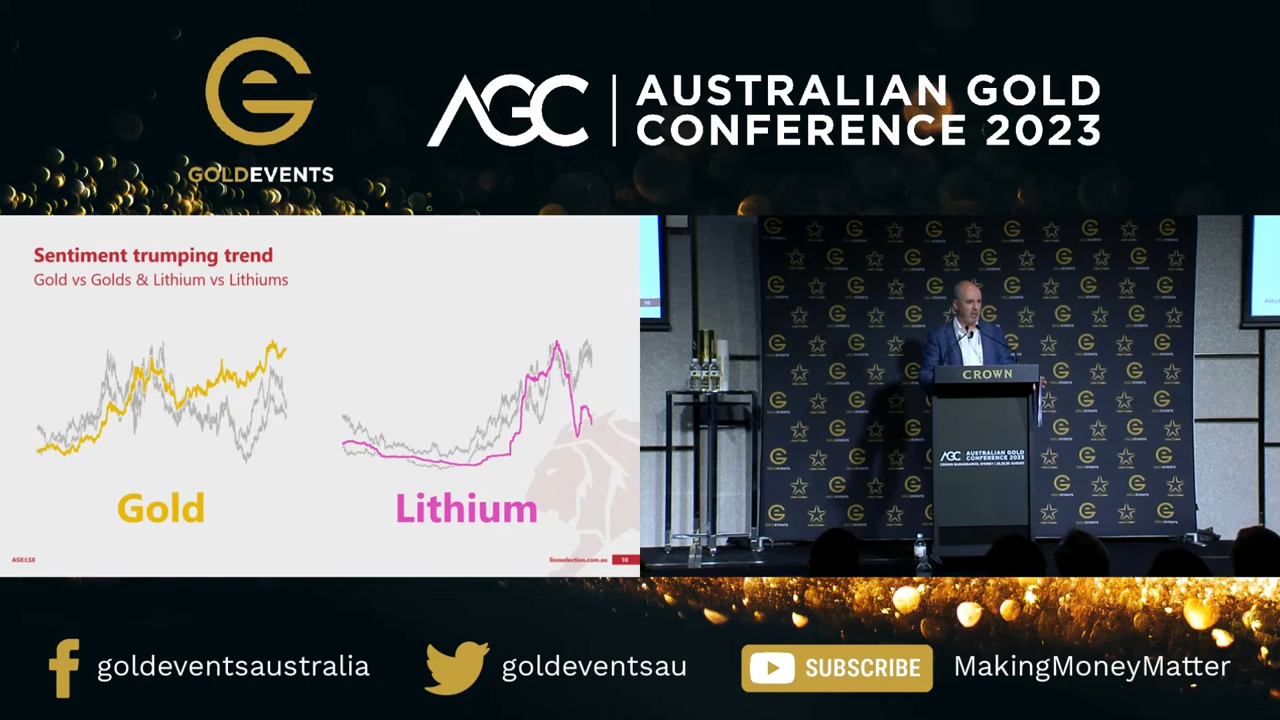 GOLDEVENTS
AGC
AUSTRALIAN GOLD
CONFERENCE 2023
Sentiment trumping trend
Gold vs Golds & Lithium vs Lithiums
Gold
Lithium
ASX:LSX
lionselection.com.au
10
CROWN
AGC
AUSTRALIAN GOLD
CONFERENCE 2023
goldeventsaustralia
goldeventsau
SUBSCRIBE
MakingMoneyMatter